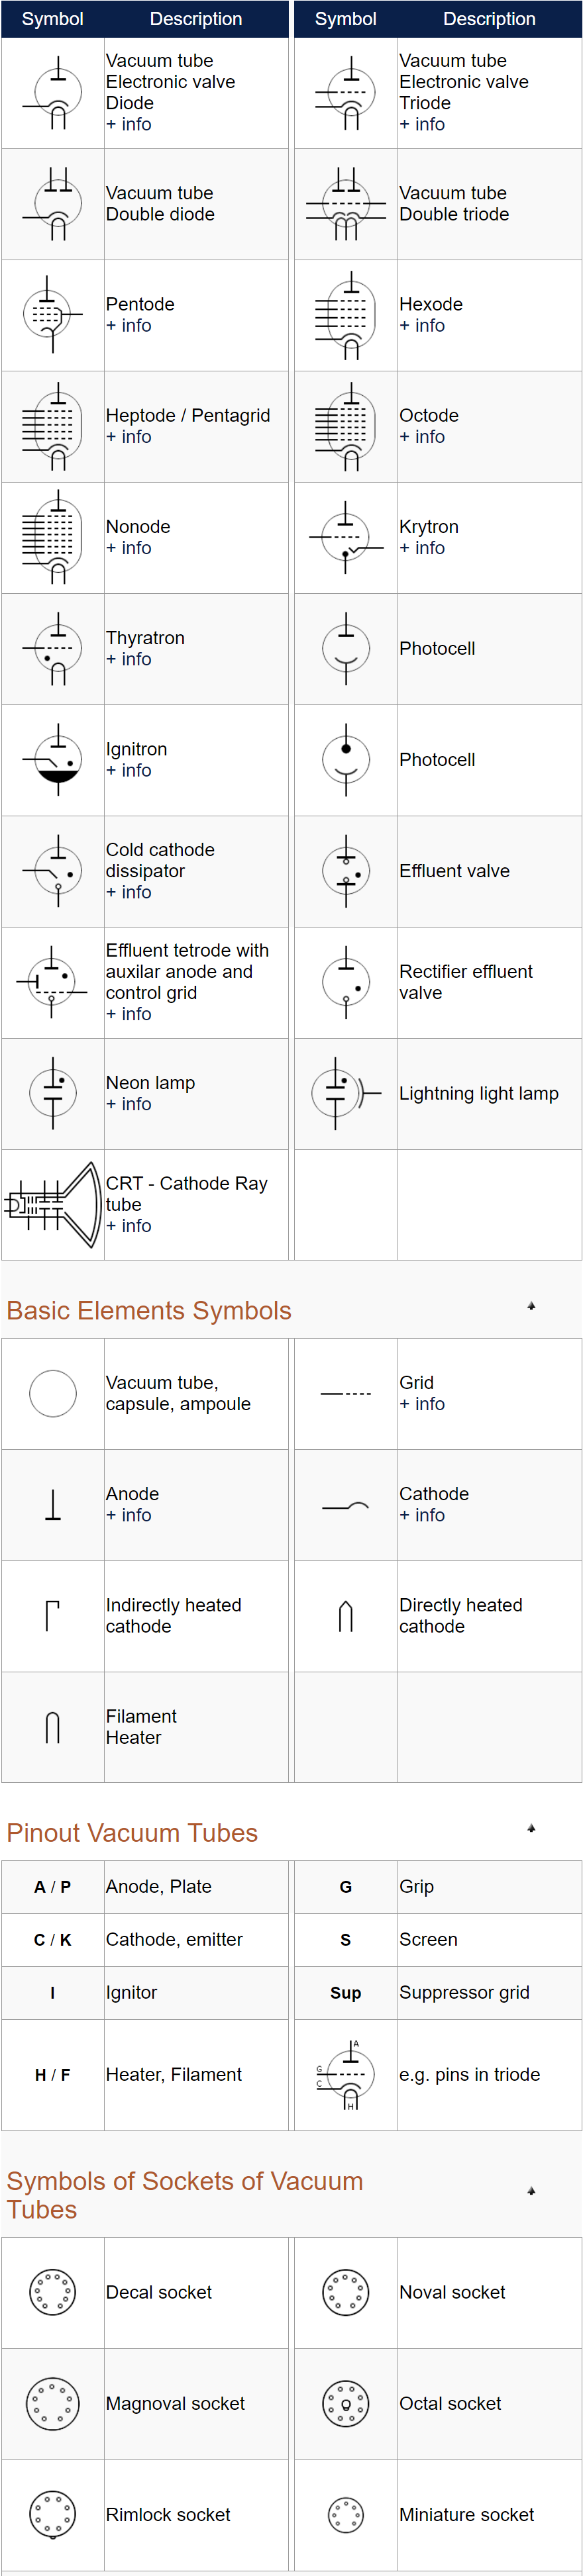 Symbol Description Symbol Description
Vacuum tube
Electronic valve
Diode
+ info
Vacuum tube
Electronic valve
Triode
+ info
Vacuum tube
Double diode
Vacuum tube
Double triode
Pentode
+ info
Hexode
+ info
Heptode / Pentagrid
+ info
Octode
+ info
Nonode
+ info
Krytron
+ info
Thyratron
+ info
Photocell
Ignitron
+ info
Photocell
Cold cathode
dissipator
+ info
Effluent valve
Effluent tetrode with
auxilar anode and
control grid
+ info
Rectifier effluent
valve
Neon lamp
+ info
Lightning light lamp
CRT - Cathode Ray
tube
+ info
Basic Elements Symbols
Vacuum tube,
capsule, ampoule
Grid
+ info
Anode
+ info
Cathode
+ info
Indirectly heated
cathode
Directly heated
cathode
Filament
Heater
Pinout Vacuum Tubes
A / P Anode, Plate G Grip
C / K Cathode, emitter S Screen
I Ignitor Sup Suppressor grid
H / F Heater, Filament
A
G
C
H
e.g. pins in triode
Symbols of Sockets of Vacuum
Tubes
Decal socket Noval socket
Magnoval socket Octal socket
Rimlock socket Miniature socket